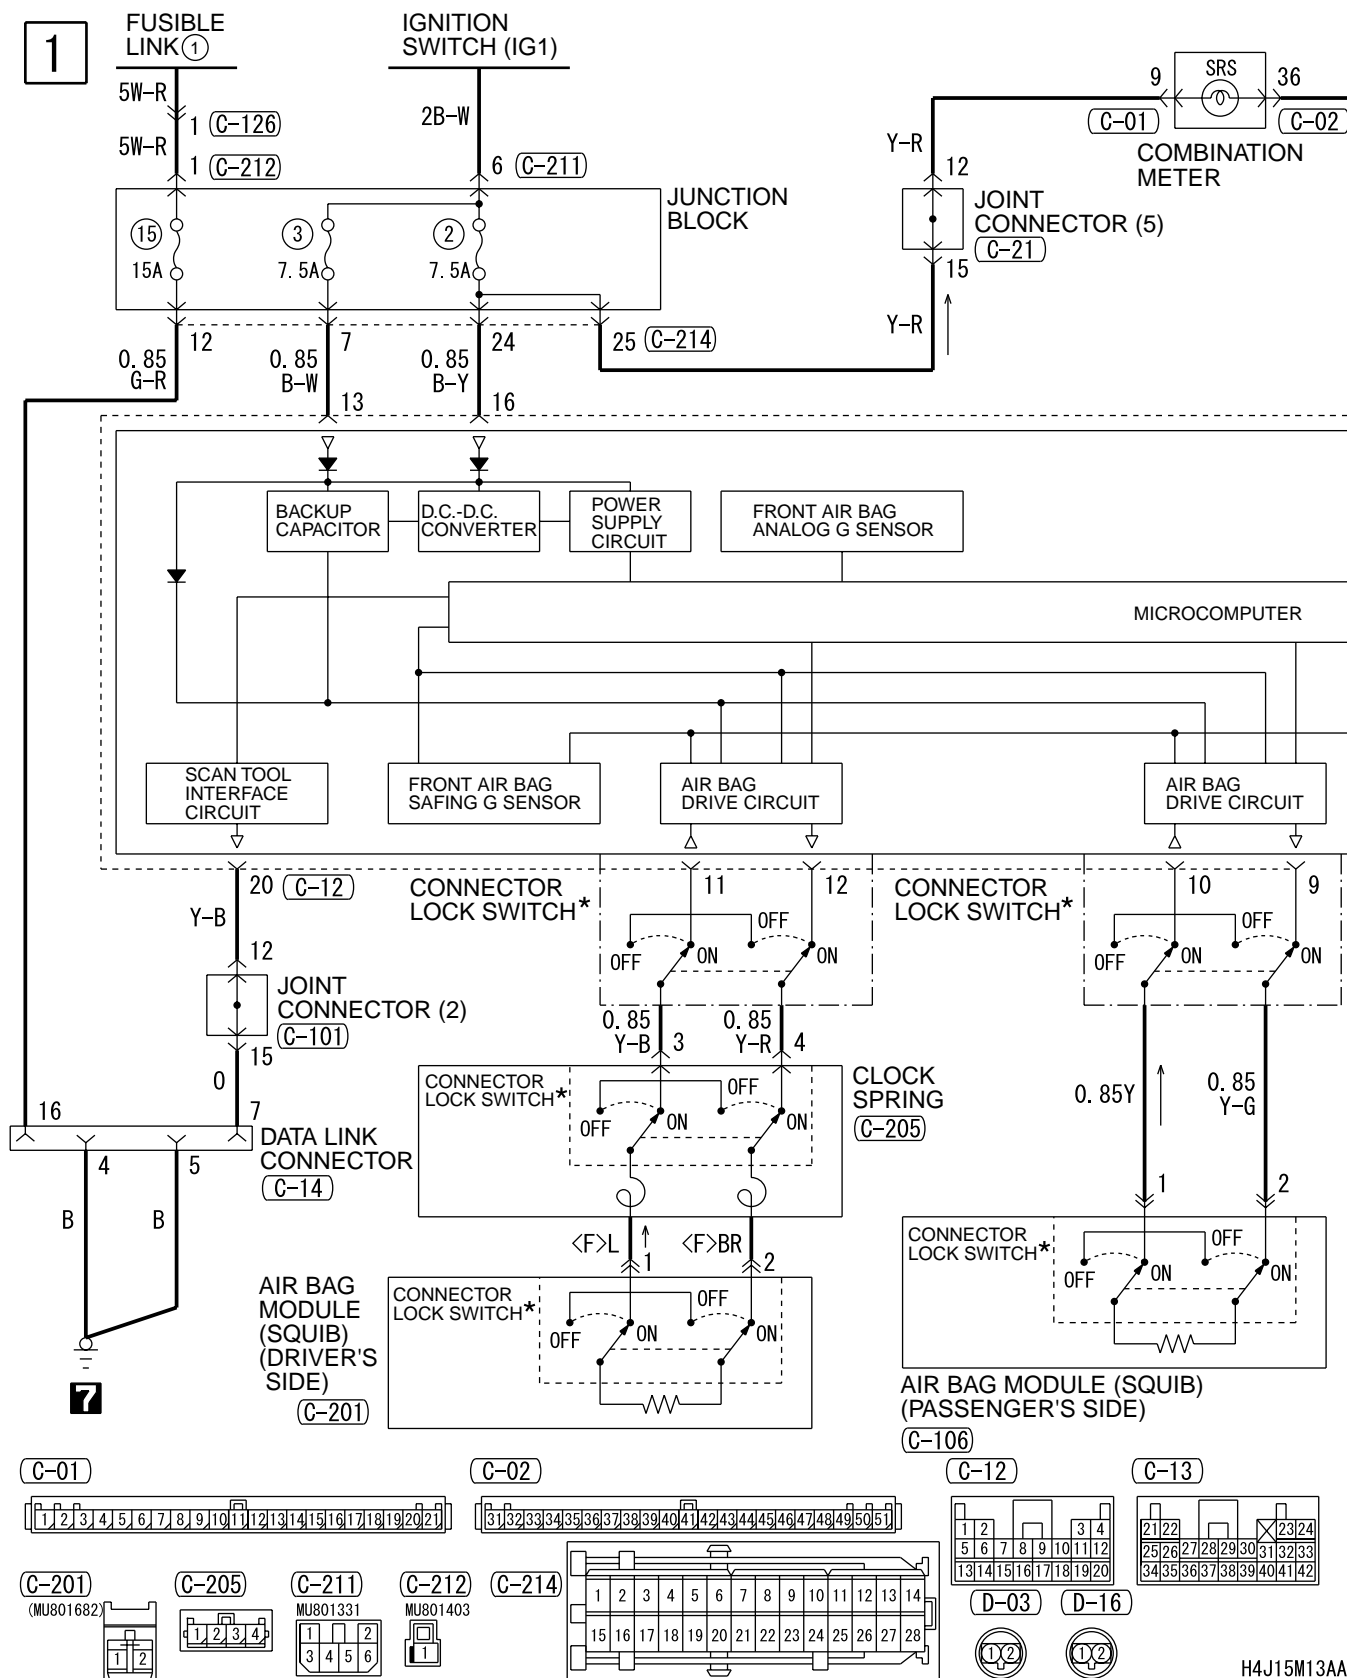 1
FUSIBLE
LINK 1
IGNITION
SWITCH (IG1)
5W-R
1 C-126
5W-R
1 C-212
2B-W
6 C-211
9
SRS
36
C-01
C-02
COMBINATION
METER
Y-R
12
JOINT
CONNECTOR (5)
C-21
15
Y-R
JUNCTION
BLOCK
15
15A
3
7.5A
2
7.5A
12
7
24
25 C-214
0.85
G-R
0.85
B-W
0.85
B-Y
13
16
BACKUP
CAPACITOR
D.C.-D.C.
CONVERTER
POWER
SUPPLY
CIRCUIT
FRONT AIR BAG
ANALOG G SENSOR
MICROCOMPUTER
SCAN TOOL
INTERFACE
CIRCUIT
FRONT AIR BAG
SAFING G SENSOR
AIR BAG
DRIVE CIRCUIT
AIR BAG
DRIVE CIRCUIT
20 C-12
CONNECTOR
LOCK SWITCH*
11
12
CONNECTOR
LOCK SWITCH*
10
9
OFF
OFF
ON
ON
OFF
OFF
ON
ON
Y-B
12
JOINT
CONNECTOR (2)
C-101
15
O
0.85
Y-B
3
0.85
Y-R
4
CONNECTOR
LOCK SWITCH*
OFF
OFF
ON
ON
CLOCK
SPRING
C-205
0.85Y
0.85
Y-G
16
7
DATA LINK
CONNECTOR
C-14
4
5
B
B
7
<F>L
1
<F>BR
2
1
2
AIR BAG
MODULE
(SQUIB)
(DRIVER'S
SIDE)
C-201
CONNECTOR
LOCK SWITCH*
OFF
OFF
ON
ON
CONNECTOR
LOCK SWITCH*
OFF
OFF
ON
ON
AIR BAG MODULE (SQUIB)
(PASSENGER'S SIDE)
C-106
C-01
1 2 3 4 5 6 7 8 9 10 11 12 13 14 15 16 17 18 19 20 21
C-02
31 32 33 34 35 36 37 38 39 40 41 42 43 44 45 46 47 48 49 50 51
C-12
1 2 3 4
5 6 7 8 9 10 11 12
13 14 15 16 17 18 19 20
C-13
21 22 23 24
25 26 27 28 29 30 31 32 33
34 35 36 37 38 39 40 41 42
C-201
(MU801682)
1 2
C-205
1 2 3 4
C-211
MU801331
1 2
3 4 5 6
C-212
MU801403
1
C-214
1 2 3 4 5 6 7 8 9 10 11 12 13 14
15 16 17 18 19 20 21 22 23 24 25 26 27 28
D-03
1 2
D-16
1 2
H4J15M13AA